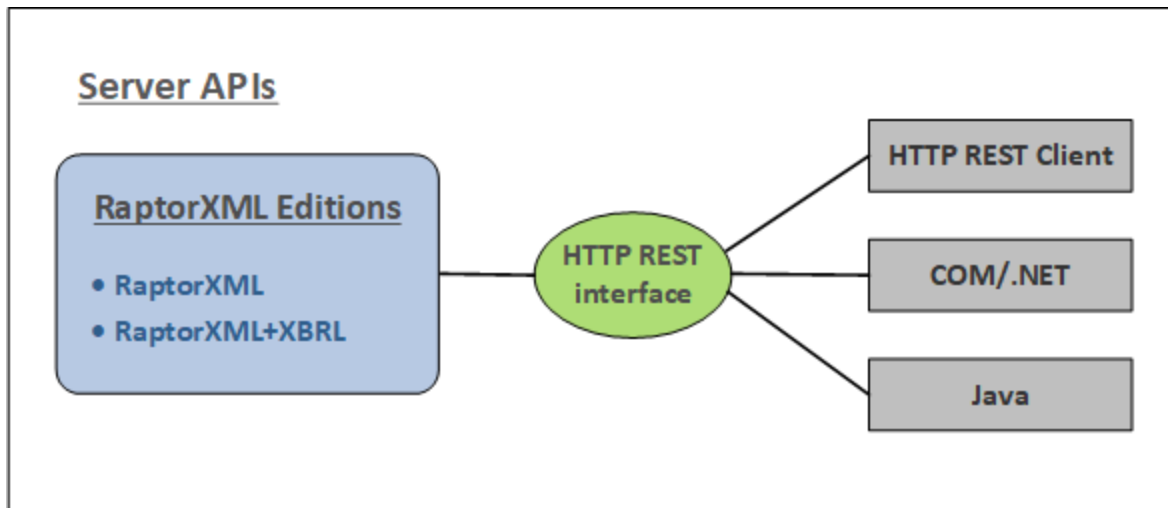 Server APIs
RaptorXML Editions
• RaptorXML
• RaptorXML+XBRL
HTTP REST
interface
HTTP REST Client
COM/.NET
Java